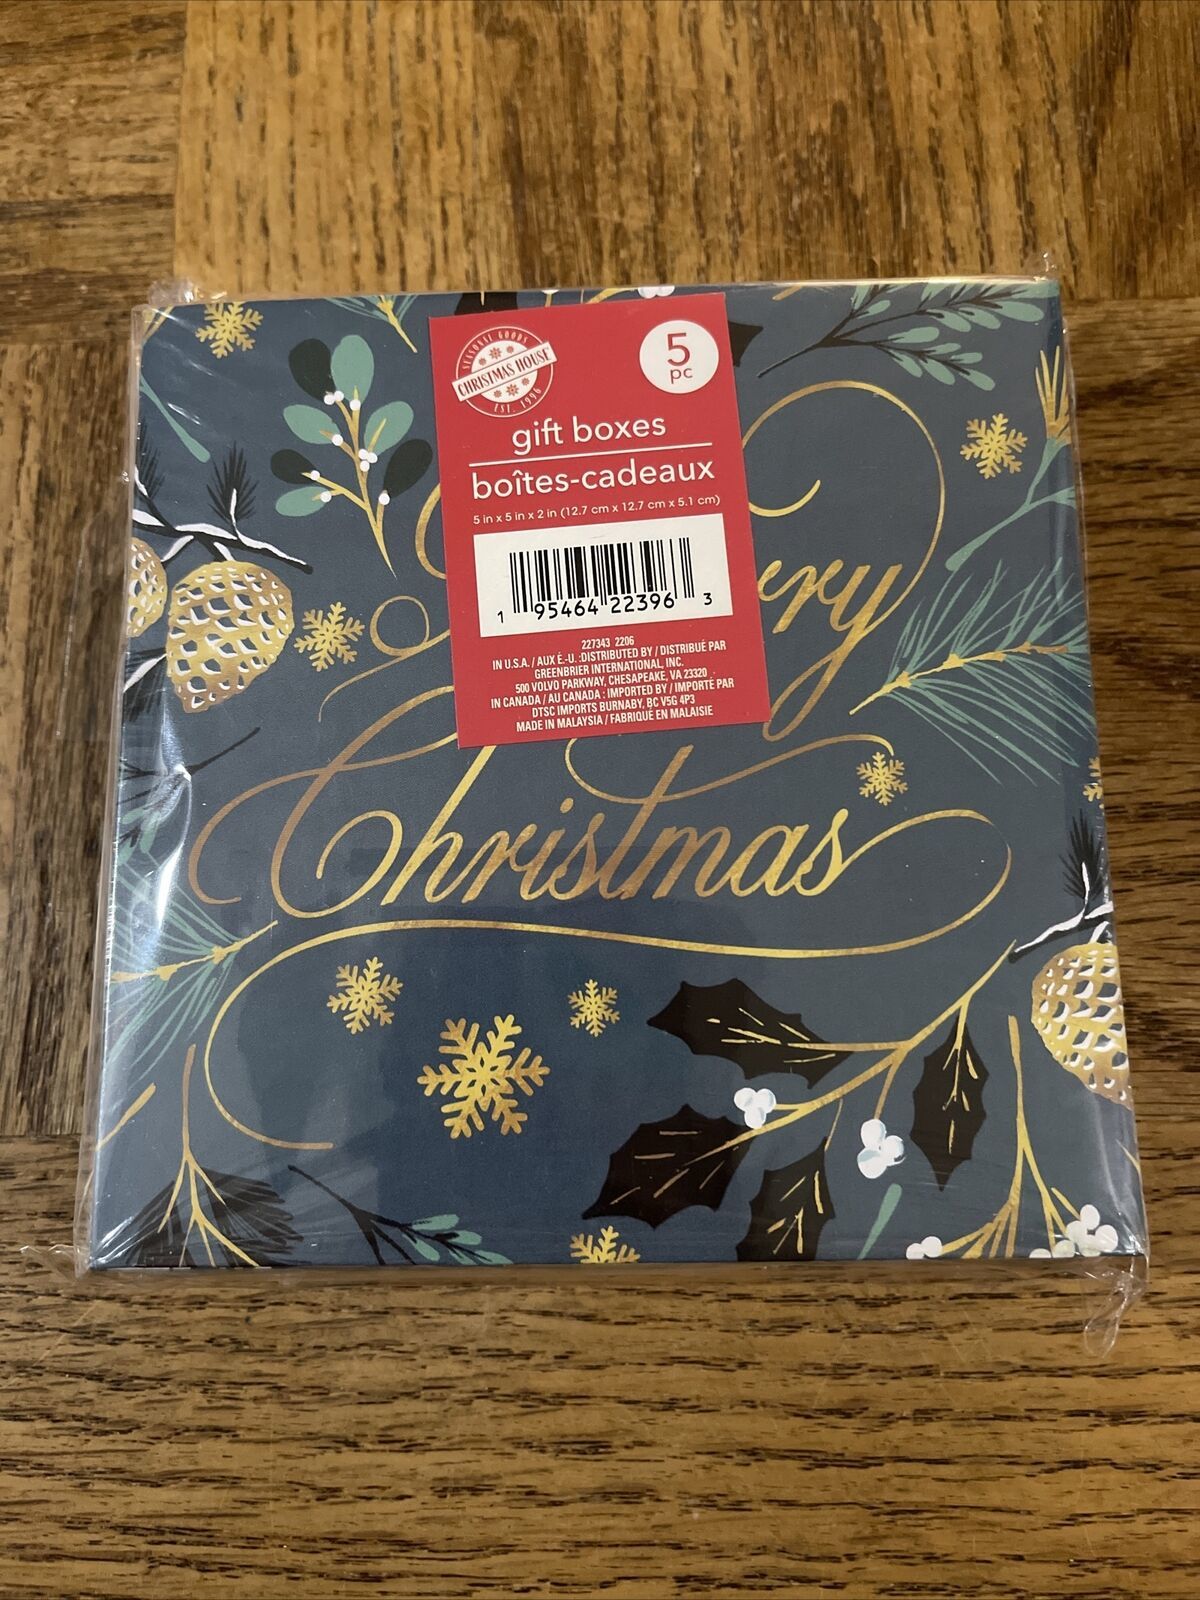 SEASONAL GOODS
CHRISTMAS HOUSE
EST. 1996
5
pc
gift boxes
boîtes-cadeaux
5 in x 5 in x 2 in (12.7 cm x 12.7 cm x 5.1 cm)
1 95464 22396 3
227343 2206
IN U.S.A. / AUX É.-U. :DISTRIBUTED BY / DISTRIBUÉ PAR
GREENBRIER INTERNATIONAL, INC.
500 VOLVO PARKWAY, CHESAPEAKE, VA 23320
IN CANADA / AU CANADA : IMPORTED BY / IMPORTÉ PAR
DTSC IMPORTS BURNABY, BC V5G 4P3
MADE IN MALAYSIA / FABRIQUÉ EN MALAISIE
rry
Christmas